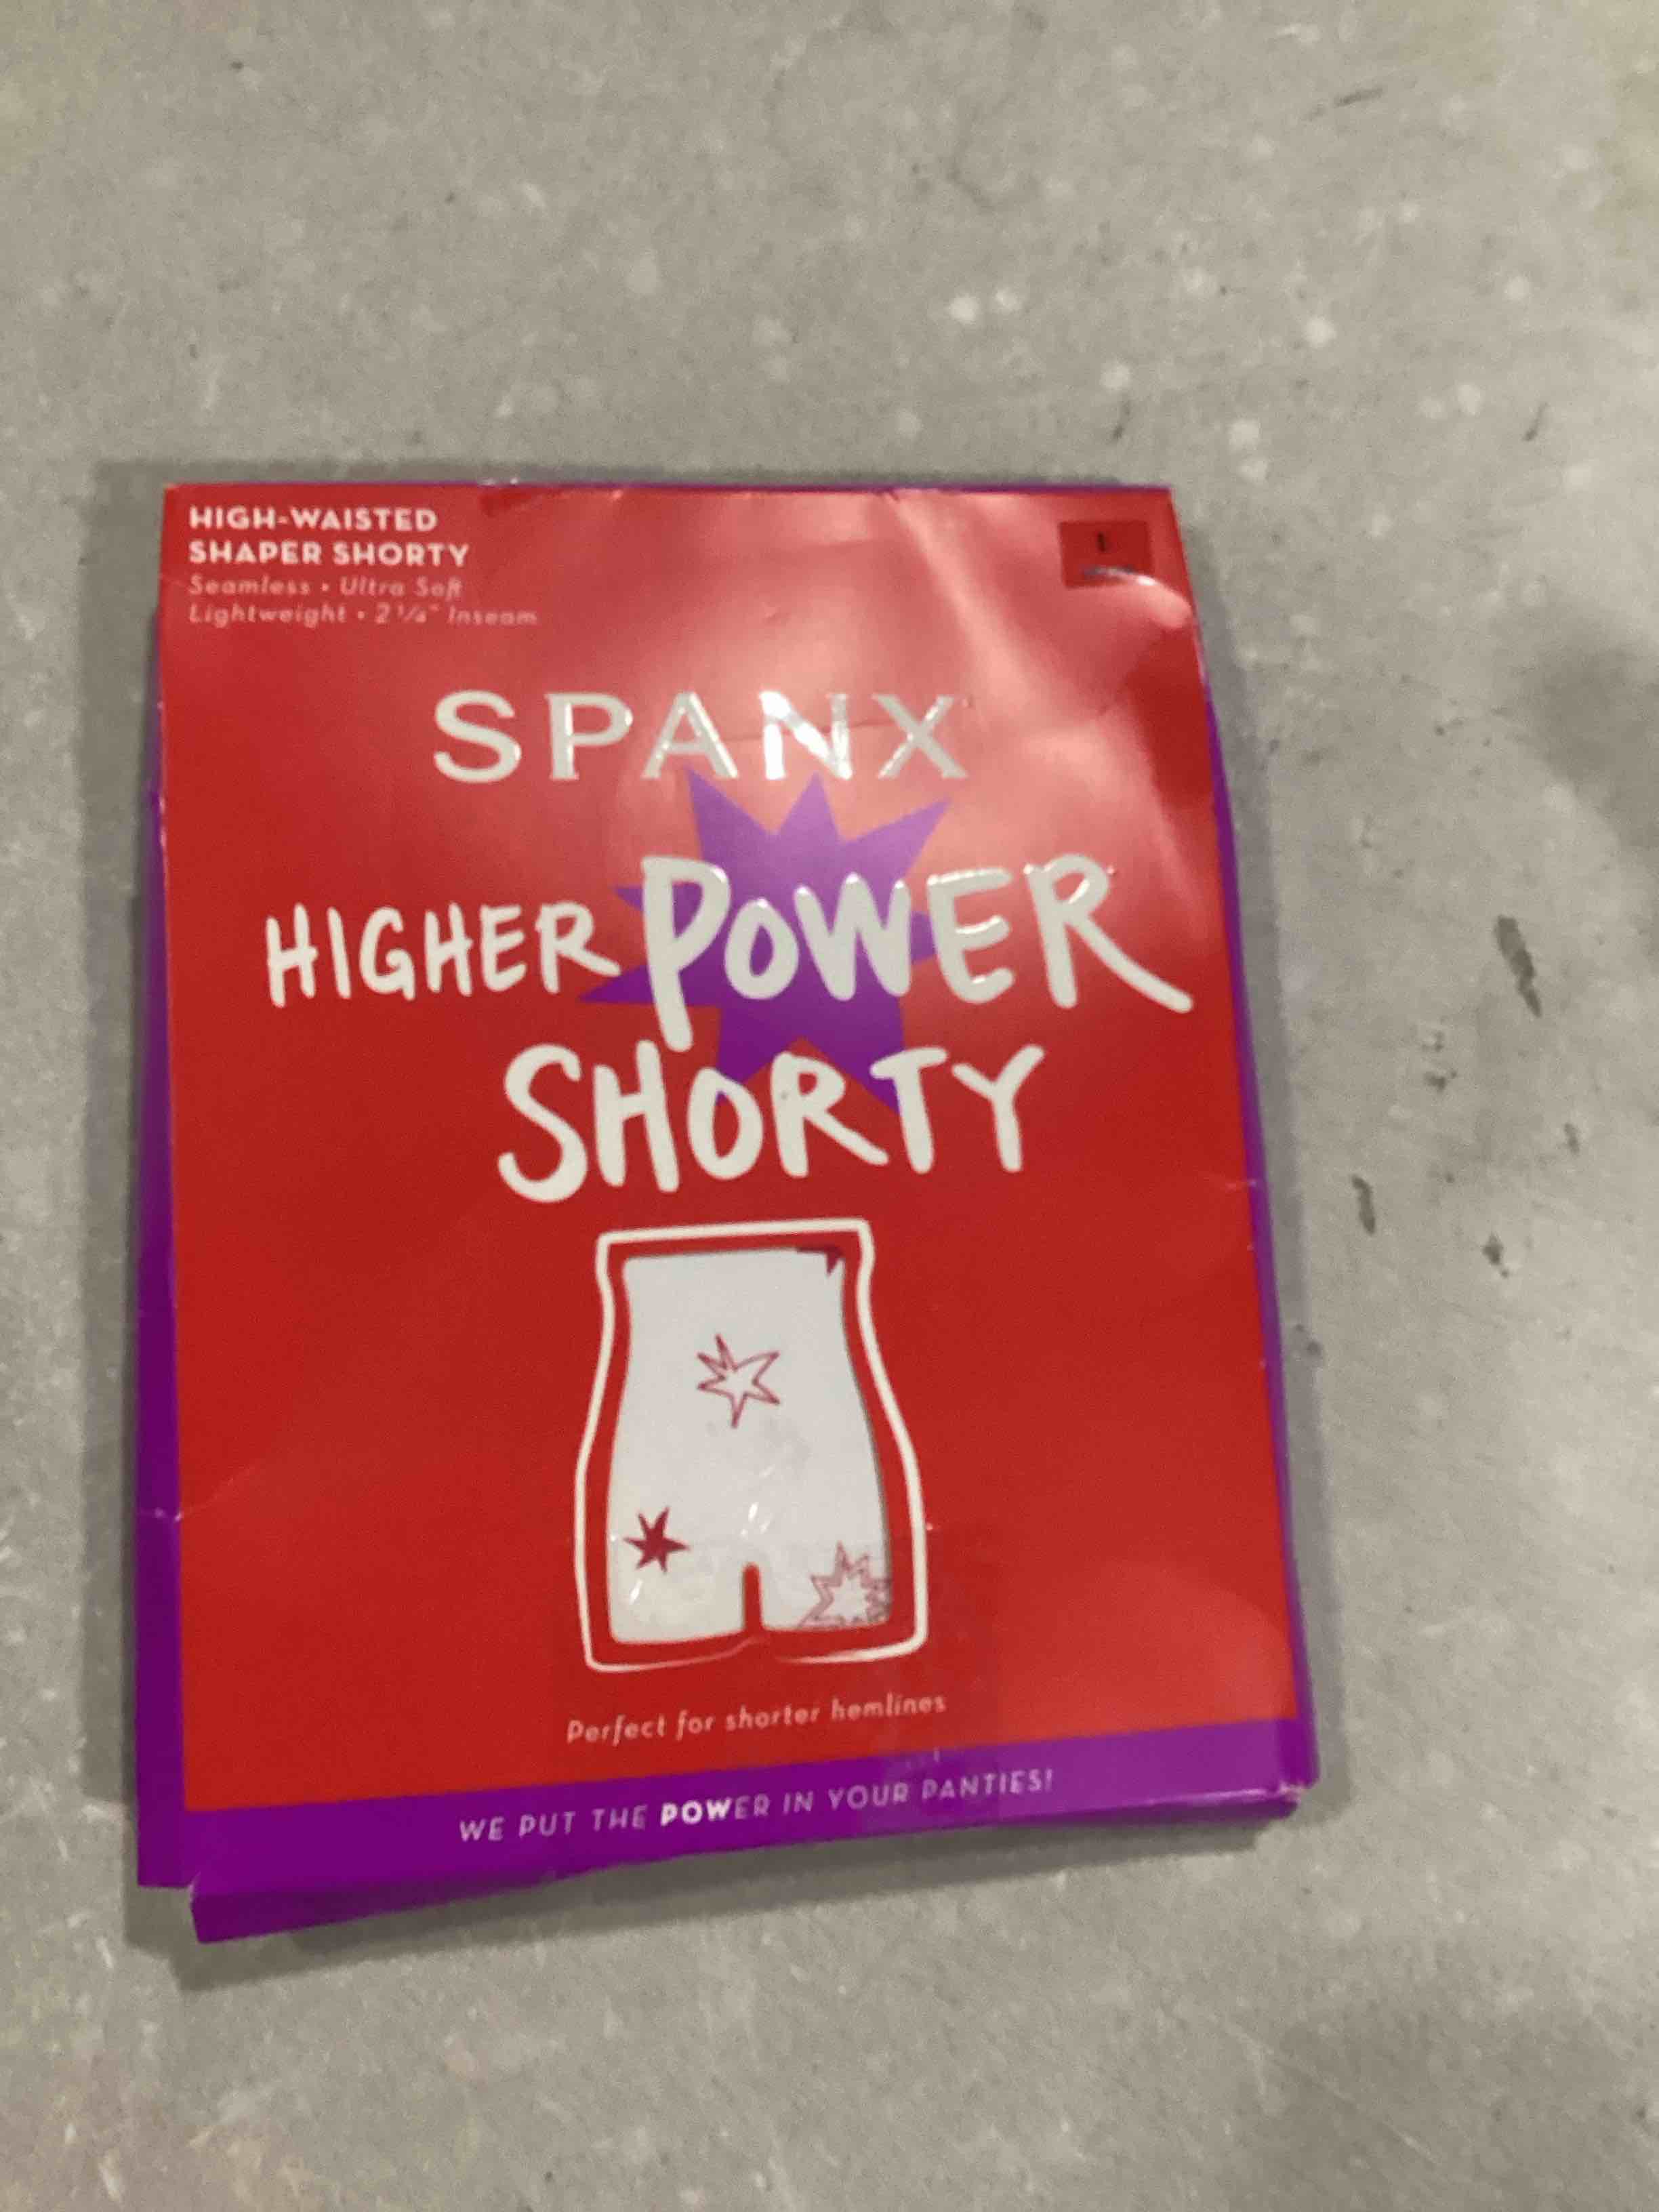 HIGH-WAISTED
SHAPER SHORTY
Seamless • Ultra Soft
Lightweight • 2 1/4" Inseam
SPANX
HIGHER POWER
SHORTY
Perfect for shorter hemlines
WE PUT THE POWER IN YOUR PANTIES!